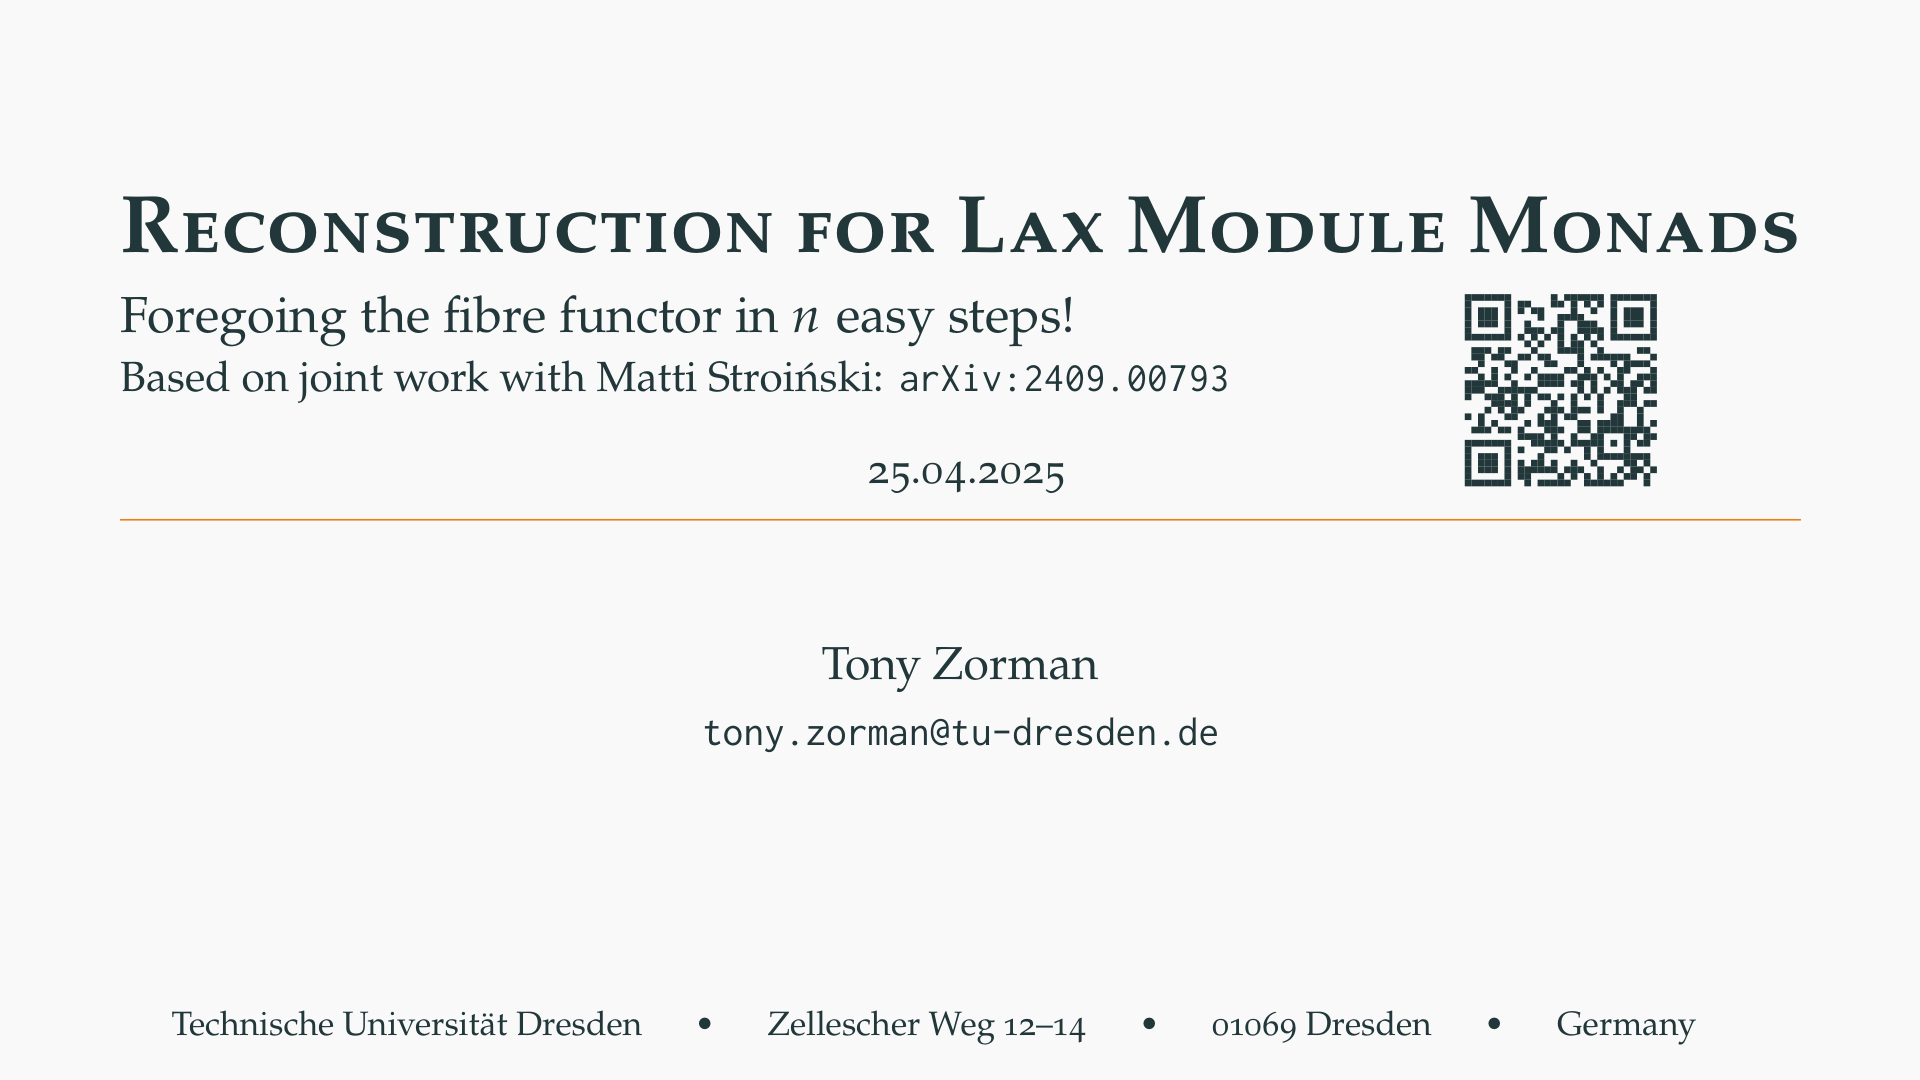 Reconstruction for Lax Module Monads
Foregoing the fibre functor in n easy steps!
Based on joint work with Matti Stroiński: arXiv:2409.00793
25.04.2025
Tony Zorman
tony.zorman@tu-dresden.de
Technische Universität Dresden • Zellescher Weg 12–14 • 01069 Dresden • Germany